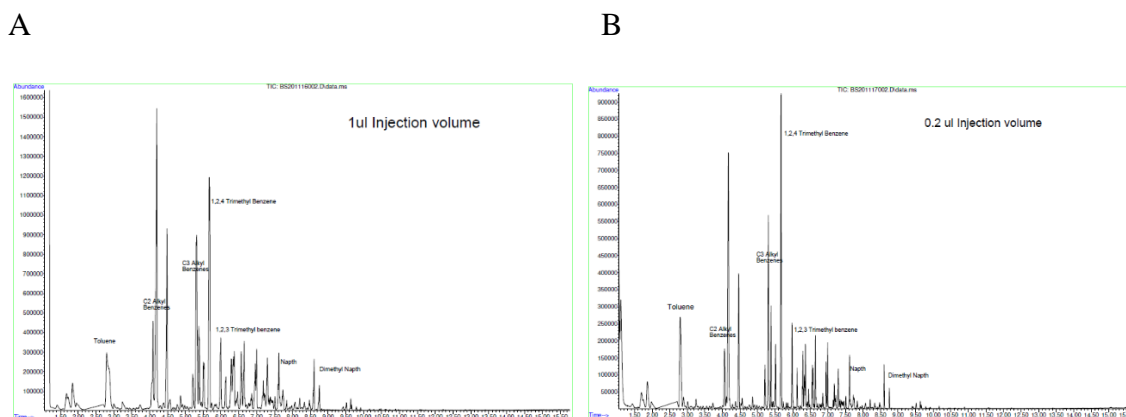 A
B
Abundance
TIC: BS201116002.D\data.ms
1600000
1500000
1400000
1300000
1200000
1100000
1000000
900000
800000
700000
600000
500000
400000
300000
200000
100000
1ul Injection volume
1,2,4 Trimethyl Benzene
C3 Alkyl
Benzenes
C2 Alkyl
Benzenes
1,2,3 Trimethyl benzene
Toluene
Napth
Dimethyl Napth
Time-->
Abundance
TIC: BS201117002.D\data.ms
900000
850000
800000
750000
700000
650000
600000
550000
500000
450000
400000
350000
300000
250000
200000
150000
100000
50000
0
0.2 ul Injection volume
1,2,4 Trimethyl Benzene
C3 Alkyl
Benzenes
Toluene
C2 Alkyl
Benzenes
1,2,3 Trimethyl benzene
Napth
Dimethyl Napth
Time-->